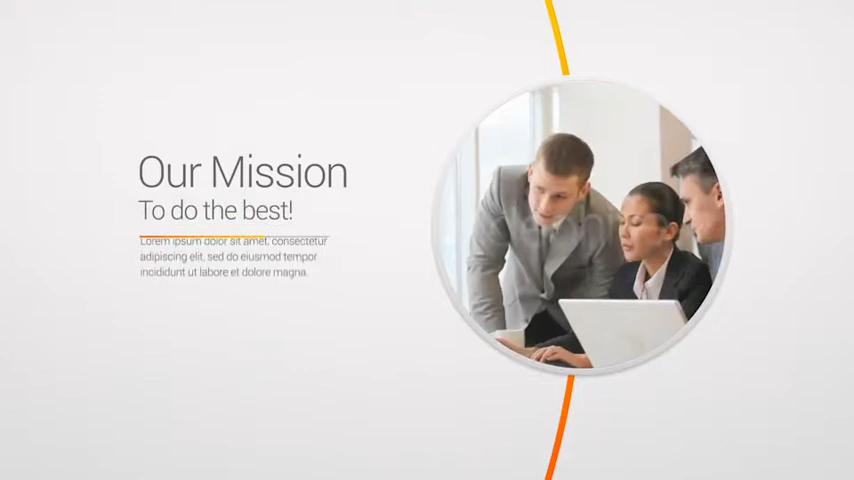 Our Mission
To do the best!
Lorem ipsum dolor sit amet, consectetur
adipiscing elit, sed do eiusmod tempor
incididunt ut labore et dolore magna.